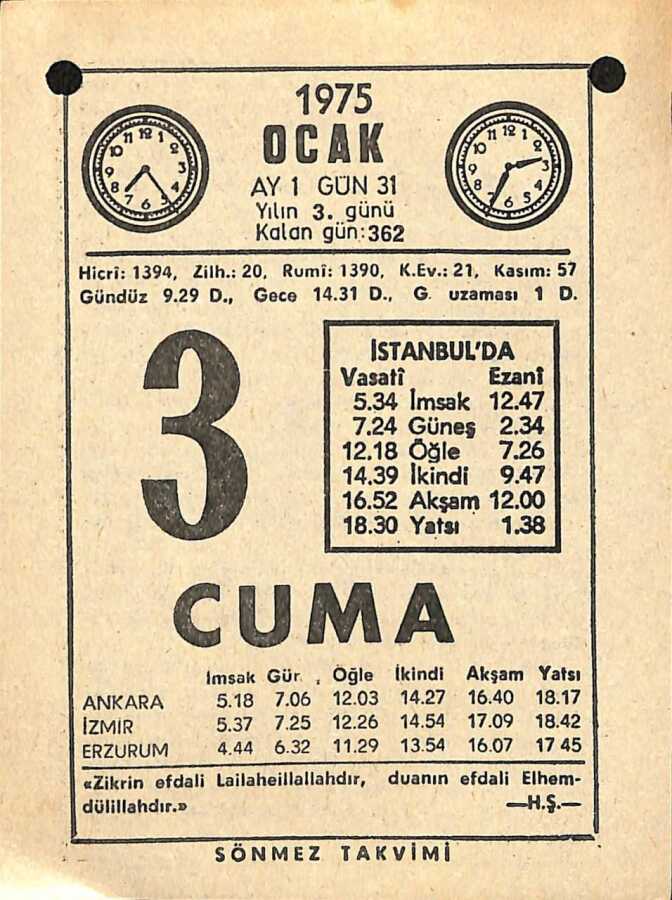 1975
OCAK
AY 1 GÜN 31
Yılın 3. günü
Kalan gün:362
Hicrî: 1394, Zilh.: 20, Rumî: 1390, K.Ev.: 21, Kasım: 57
Gündüz 9.29 D., Gece 14.31 D., G. uzaması 1 D.
3
İSTANBUL'DA
Vasatî Ezanî
5.34 İmsak 12.47
7.24 Güneş 2.34
12.18 Öğle 7.26
14.39 İkindi 9.47
16.52 Akşam 12.00
18.30 Yatsı 1.38
CUMA
İmsak Gür. Öğle İkindi Akşam Yatsı
ANKARA 5.18 7.06 12.03 14.27 16.40 18.17
İZMİR 5.37 7.25 12.26 14.54 17.09 18.42
ERZURUM 4.44 6.32 11.29 13.54 16.07 17 45
«Zikrin efdali Lailaheillallahdır, duanın efdali Elhem-
dülillahdır.» —H.Ş.—
SÖNMEZ TAKVİMİ